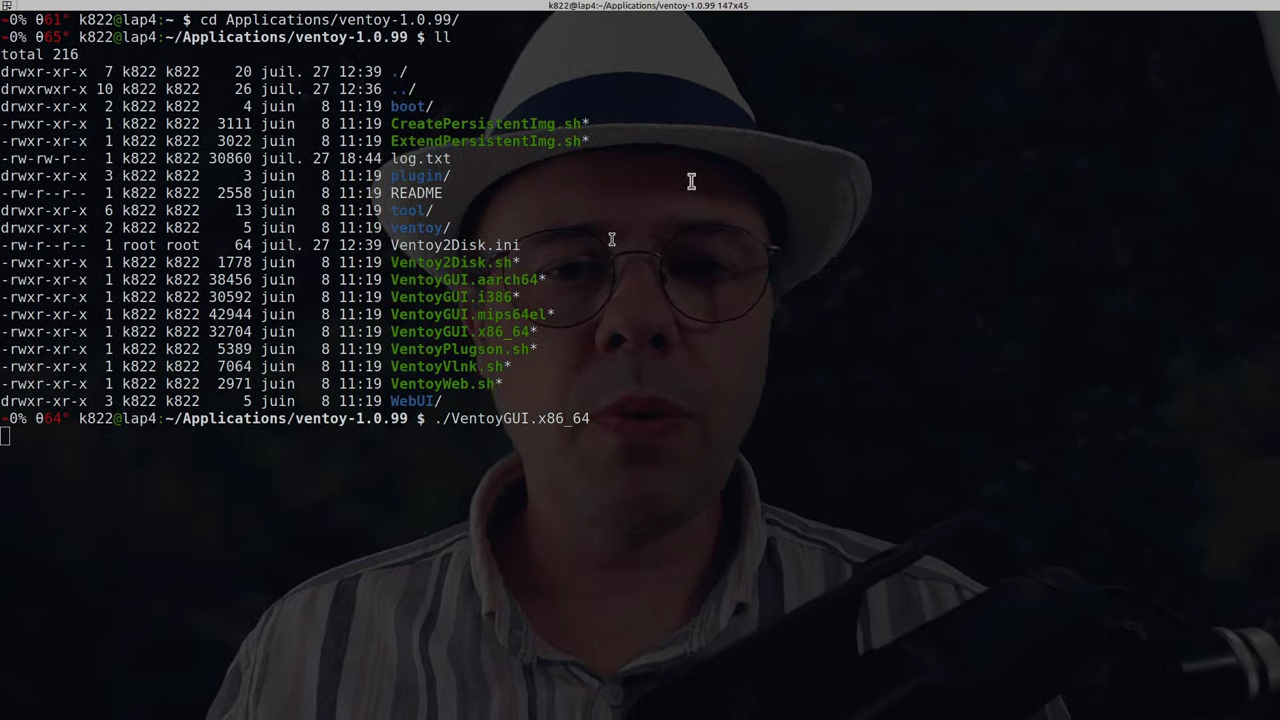 k822@lap4:~/Applications/ventoy-1.0.99 147x45
0% θ61° k822@lap4:~ $ cd Applications/ventoy-1.0.99/
0% θ65° k822@lap4:~/Applications/ventoy-1.0.99 $ ll
total 216
drwxr-xr-x 7 k822 k822 20 juil. 27 12:39 ./
drwxrwxr-x 10 k822 k822 26 juil. 27 12:36 ../
drwxr-xr-x 2 k822 k822 4 juin 8 11:19 boot/
-rwxr-xr-x 1 k822 k822 3111 juin 8 11:19 CreatePersistentImg.sh*
-rwxr-xr-x 1 k822 k822 3022 juin 8 11:19 ExtendPersistentImg.sh*
-rw-rw-r-- 1 k822 k822 30860 juil. 27 18:44 log.txt
drwxr-xr-x 3 k822 k822 3 juin 8 11:19 plugin/
-rw-r--r-- 1 k822 k822 2558 juin 8 11:19 README
drwxr-xr-x 6 k822 k822 13 juin 8 11:19 tool/
drwxr-xr-x 2 k822 k822 5 juin 8 11:19 ventoy/
-rw-r--r-- 1 root root 64 juil. 27 12:39 Ventoy2Disk.ini
-rwxr-xr-x 1 k822 k822 1778 juin 8 11:19 Ventoy2Disk.sh*
-rwxr-xr-x 1 k822 k822 38456 juin 8 11:19 VentoyGUI.aarch64*
-rwxr-xr-x 1 k822 k822 30592 juin 8 11:19 VentoyGUI.i386*
-rwxr-xr-x 1 k822 k822 42944 juin 8 11:19 VentoyGUI.mips64el*
-rwxr-xr-x 1 k822 k822 32704 juin 8 11:19 VentoyGUI.x86_64*
-rwxr-xr-x 1 k822 k822 5389 juin 8 11:19 VentoyPlugson.sh*
-rwxr-xr-x 1 k822 k822 7064 juin 8 11:19 VentoyVlnk.sh*
-rwxr-xr-x 1 k822 k822 2971 juin 8 11:19 VentoyWeb.sh*
drwxr-xr-x 3 k822 k822 5 juin 8 11:19 WebUI/
0% θ64° k822@lap4:~/Applications/ventoy-1.0.99 $ ./VentoyGUI.x86_64